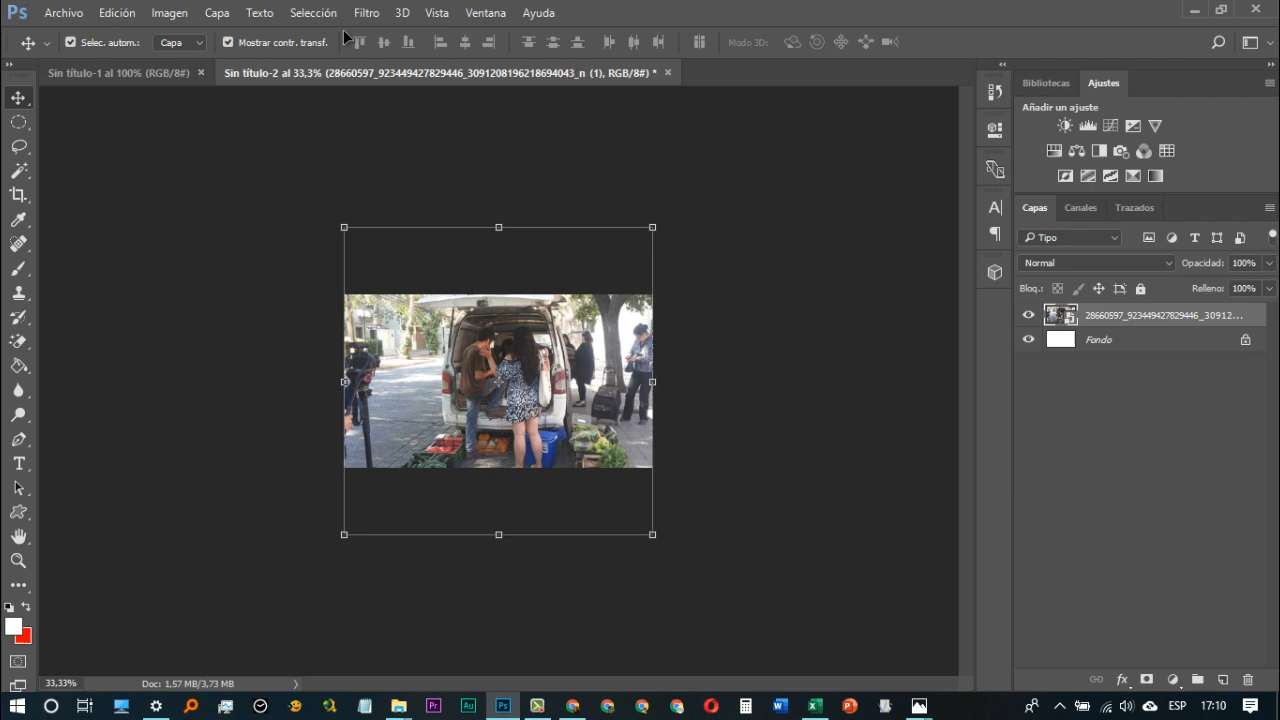 Ps Archivo Edición Imagen Capa Texto Selección Filtro 3D Vista Ventana Ayuda
Selec. autom.: Capa Mostrar contr. transf. Modo 3D:
Sin título-1 al 100% (RGB/8#) × Sin título-2 al 33,3% (28660597_923449427829446_3091208196218694043_n (1), RGB/8#) * ×
Bibliotecas Ajustes
Añadir un ajuste
Capas Canales Trazados
Tipo
Normal Opacidad: 100%
Bloq.: Relleno: 100%
28660597_923449427829446_30912...
Fondo
33,33% Doc: 1,57 MB/3,73 MB
Pr Au Ps ESP 17:10